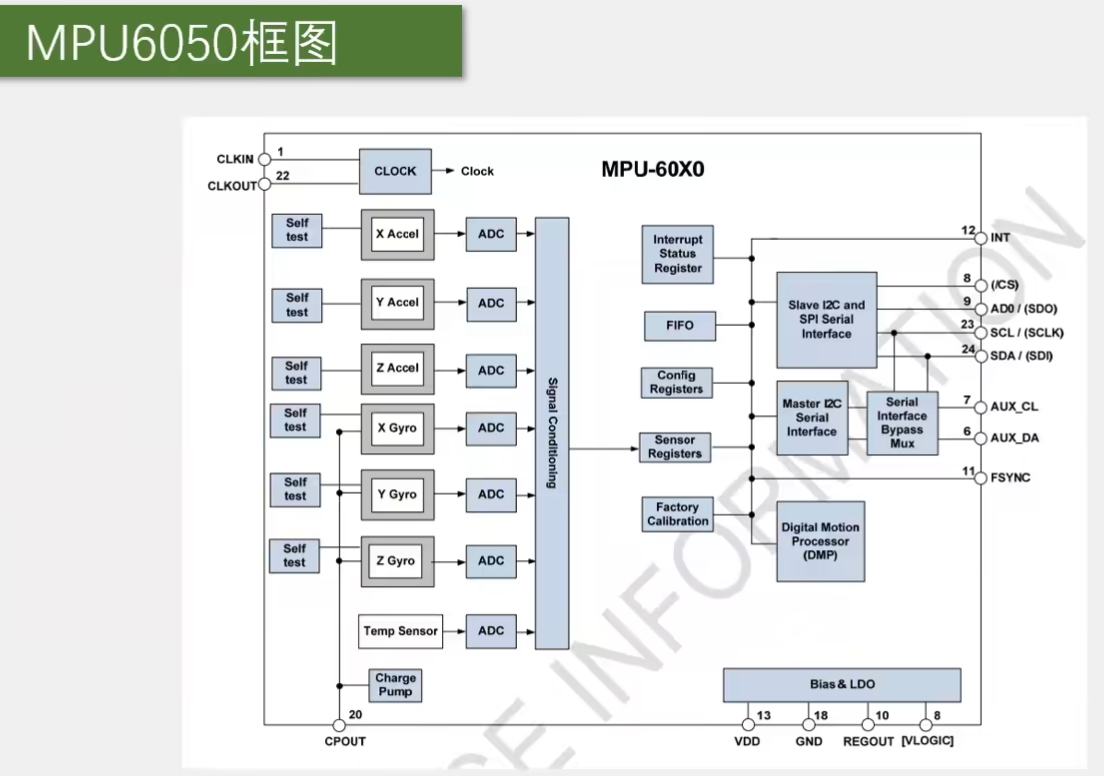 MPU6050框图
MPU-60X0
CLKIN
1
CLKOUT
22
CLOCK
Clock
Self
test
X Accel
ADC
Self
test
Y Accel
ADC
Self
test
Z Accel
ADC
Self
test
X Gyro
ADC
Self
test
Y Gyro
ADC
Self
test
Z Gyro
ADC
Temp Sensor
ADC
Charge
Pump
20
CPOUT
Signal Conditioning
Interrupt
Status
Register
FIFO
Config
Registers
Sensor
Registers
Factory
Calibration
Slave I2C and
SPI Serial
Interface
Master I2C
Serial
Interface
Serial
Interface
Bypass
Mux
Digital Motion
Processor
(DMP)
12 INT
8 (/CS)
9 AD0 / (SDO)
23 SCL / (SCLK)
24 SDA / (SDI)
7 AUX_CL
6 AUX_DA
11 FSYNC
Bias & LDO
13
18
10
8
VDD
GND
REGOUT
[VLOGIC]
SE INFORMATION